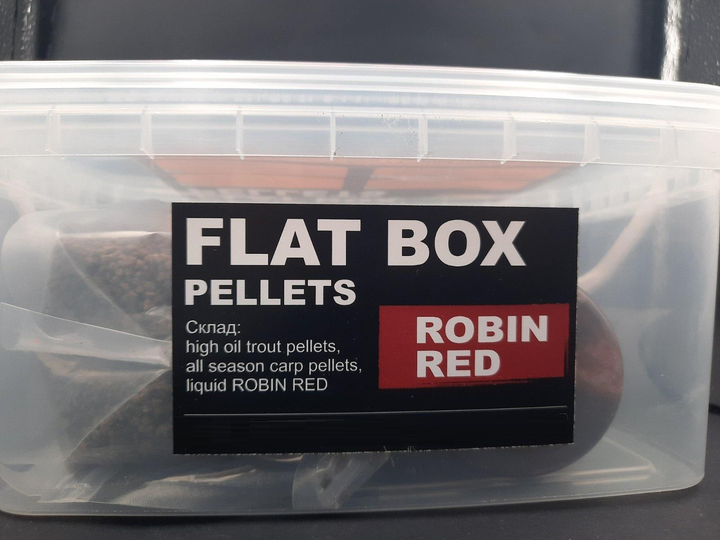 FLAT BOX
PELLETS
Склад:
high oil trout pellets,
all season carp pellets,
liquid ROBIN RED
ROBIN
RED